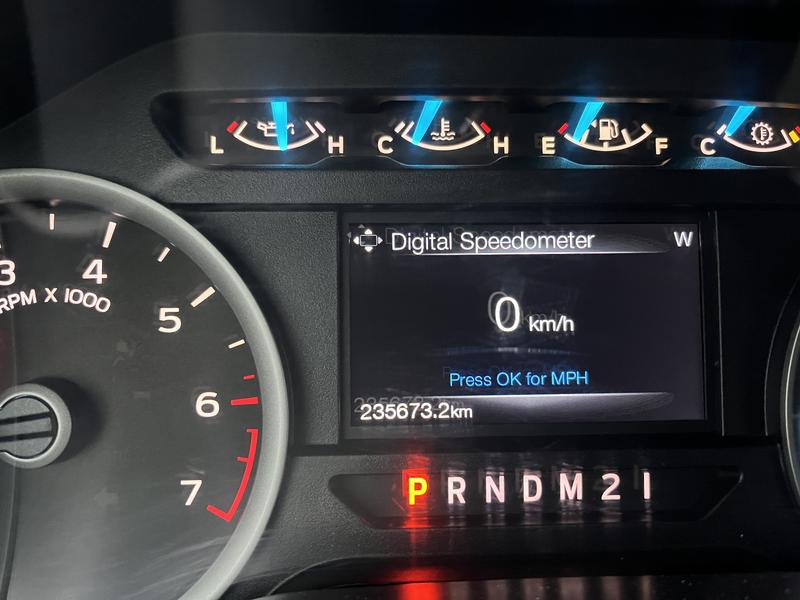 L H C H E F C
Digital Speedometer W
3 4 5 6 7
RPM X 1000
0 km/h
Press OK for MPH
235673.2km
P R N D M 2 1